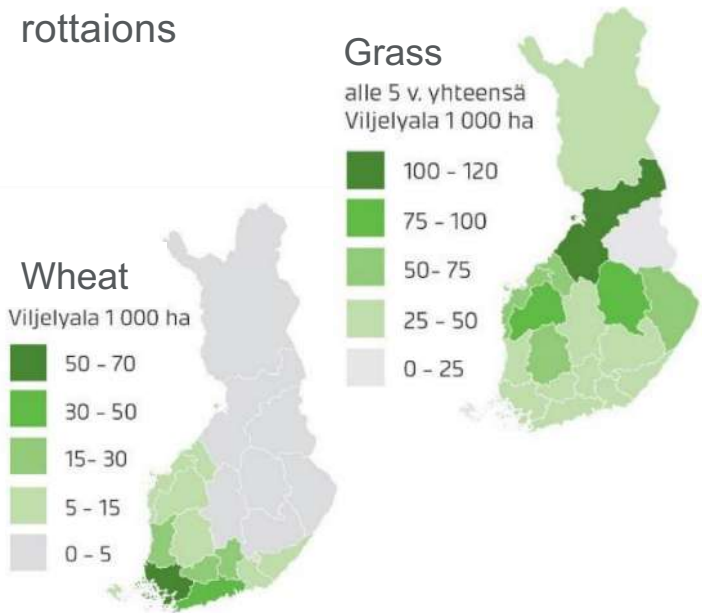 rottaions
Grass
alle 5 v. yhteensä
Viljelyala 1 000 ha
100 - 120
75 - 100
50- 75
25 - 50
0 - 25
Wheat
Viljelyala 1 000 ha
50 - 70
30 - 50
15- 30
5 - 15
0 - 5